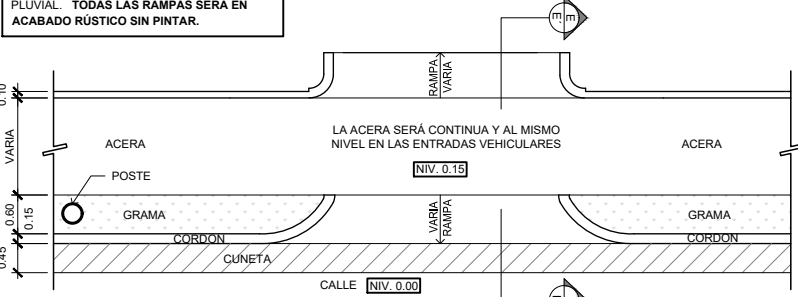 PLUVIAL. TODAS LAS RAMPAS SERA EN
ACABADO RÚSTICO SIN PINTAR.
E
E'
RAMPA
VARIA
0.10
LA ACERA SERÁ CONTINUA Y AL MISMO
NIVEL EN LAS ENTRADAS VEHICULARES
VARIA
ACERA
ACERA
NIV. 0.15
POSTE
0.60
0.15
GRAMA
VARIA
RAMPA
GRAMA
CORDON
CORDON
0.45
CUNETA
CALLE
NIV. 0.00
E